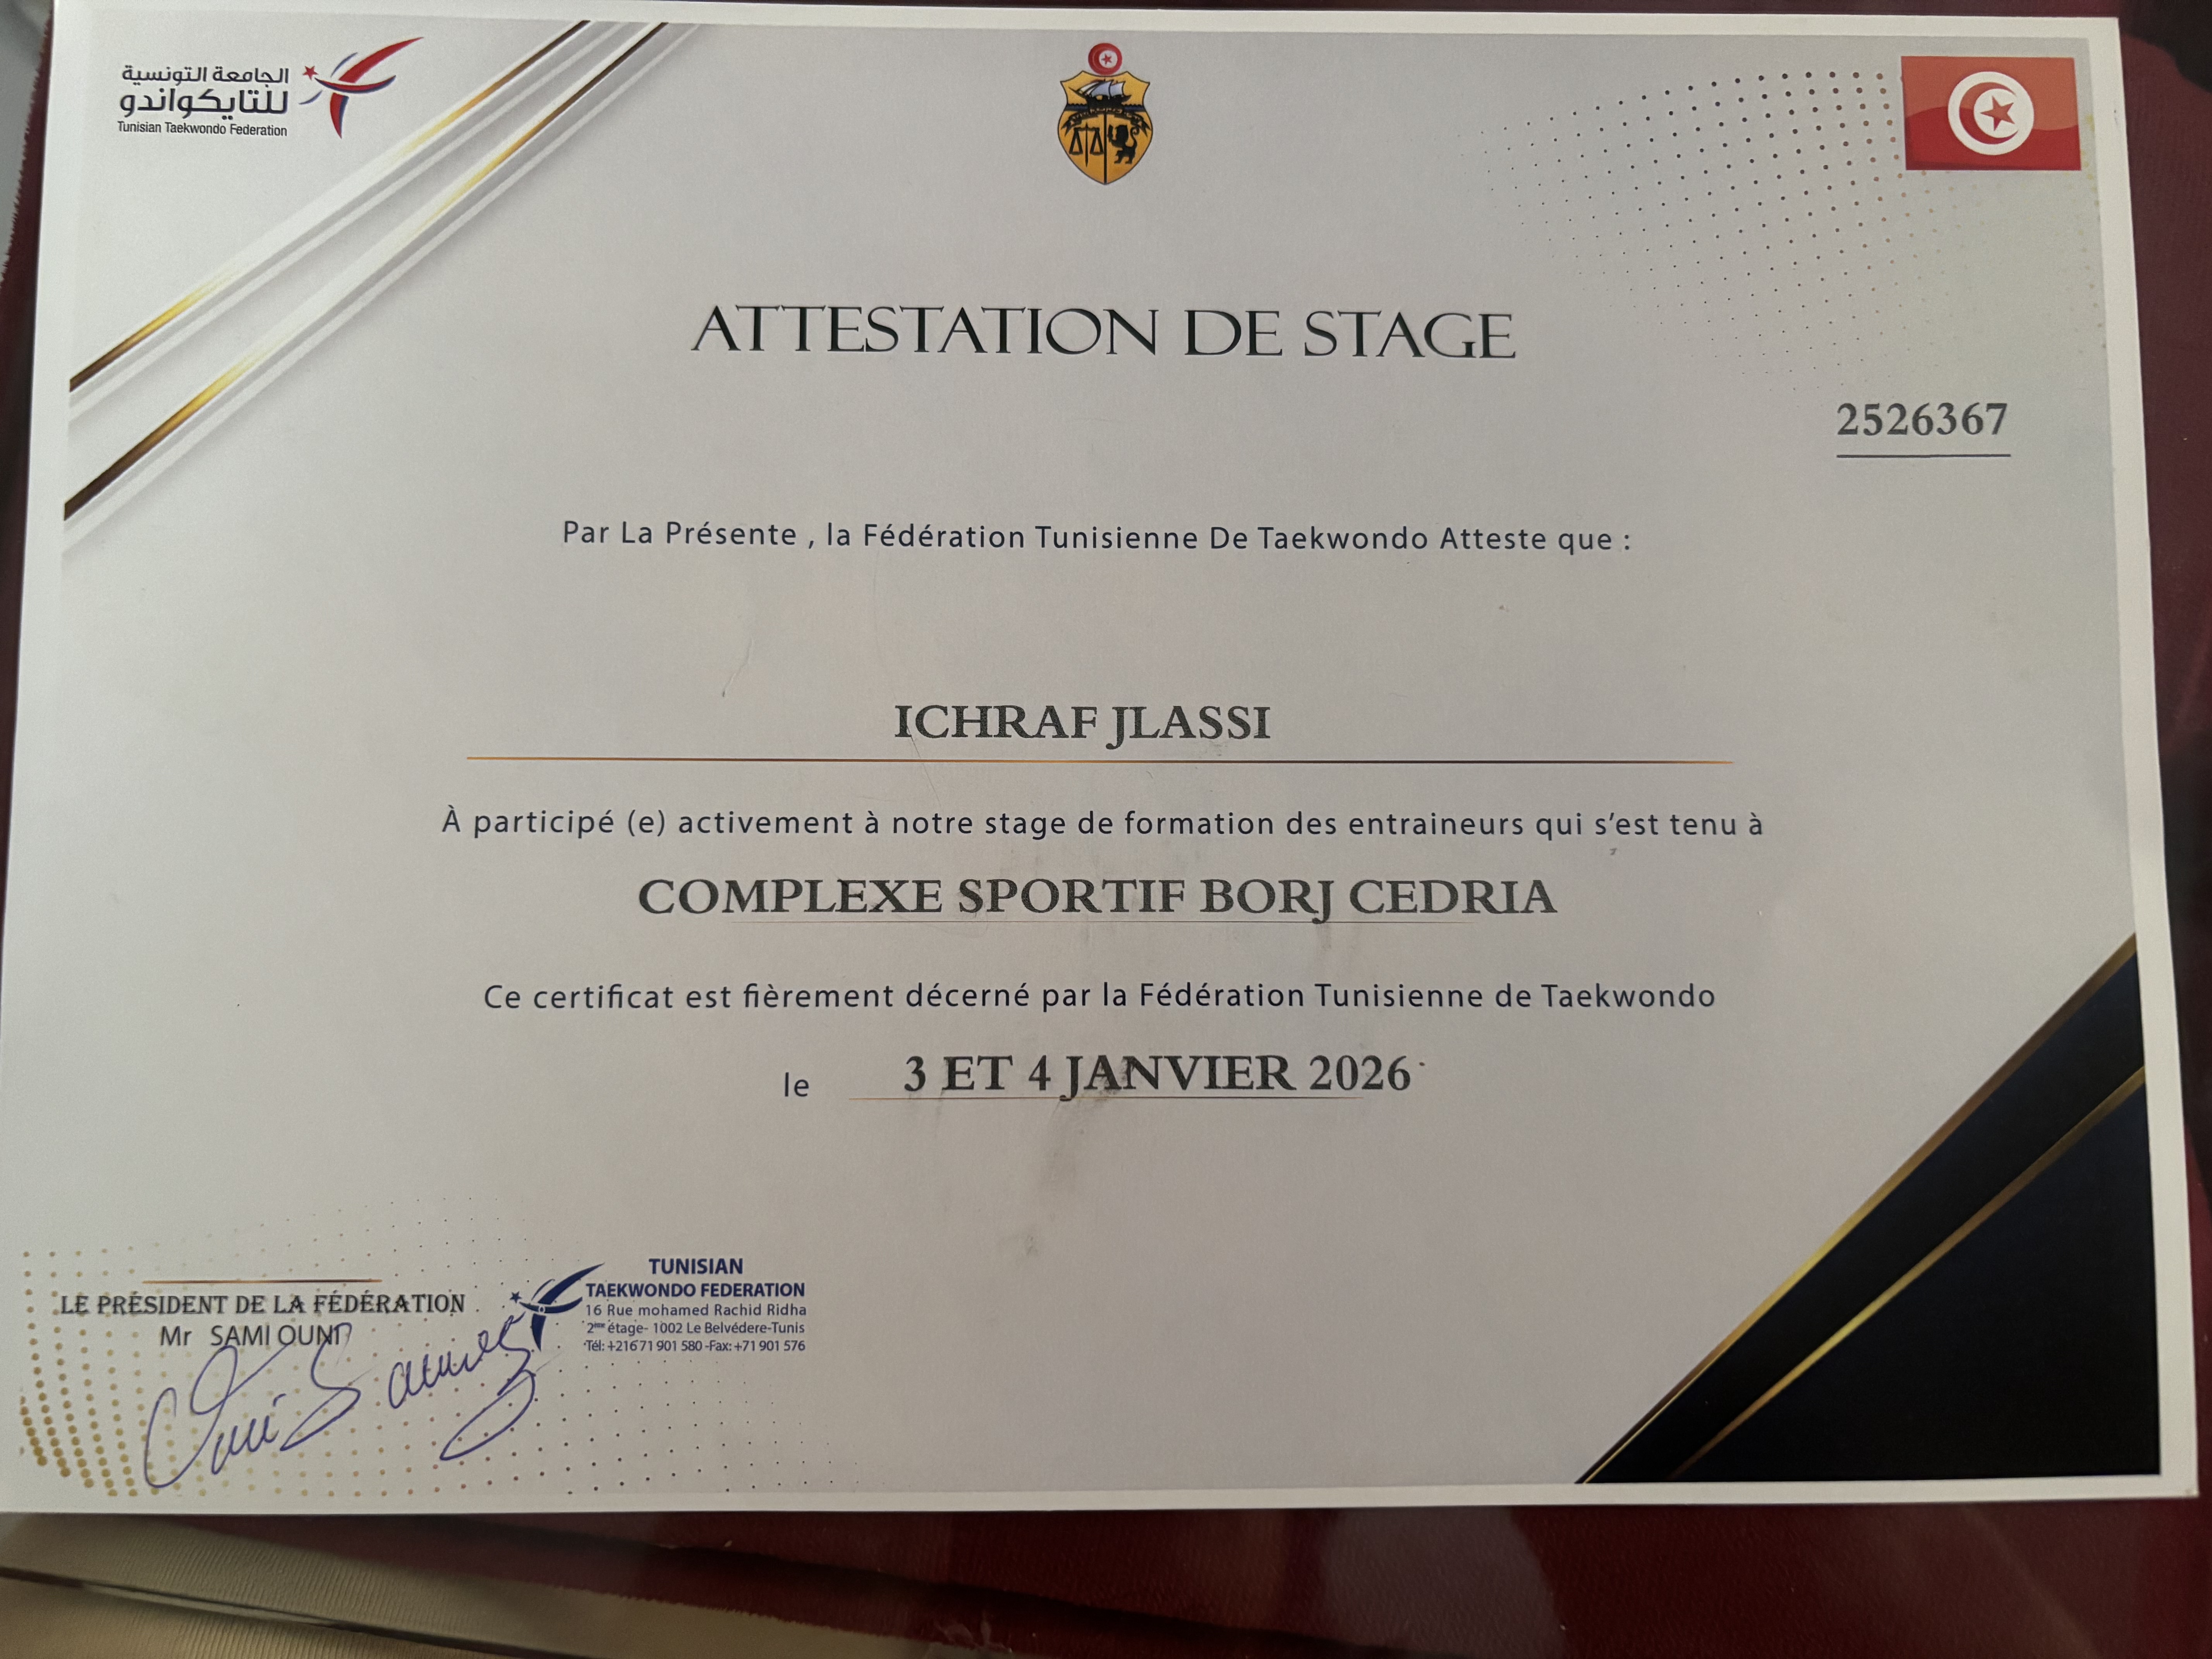 الجامعة التونسية
للتايكواندو
Tunisian Taekwondo Federation
ATTESTATION DE STAGE
2526367
Par La Présente , la Fédération Tunisienne De Taekwondo Atteste que :
ICHRAF JLASSI
À participé (e) activement à notre stage de formation des entraineurs qui s’est tenu à
COMPLEXE SPORTIF BORJ CEDRIA
Ce certificat est fièrement décerné par la Fédération Tunisienne de Taekwondo
le 3 ET 4 JANVIER 2026
LE PRÉSIDENT DE LA FÉDÉRATION
Mr SAMI OUNI
TUNISIAN
TAEKWONDO FEDERATION
16 Rue mohamed Rachid Ridha
2ème étage- 1002 Le Belvédere-Tunis
Tél: +216 71 901 580 -Fax: +71 901 576